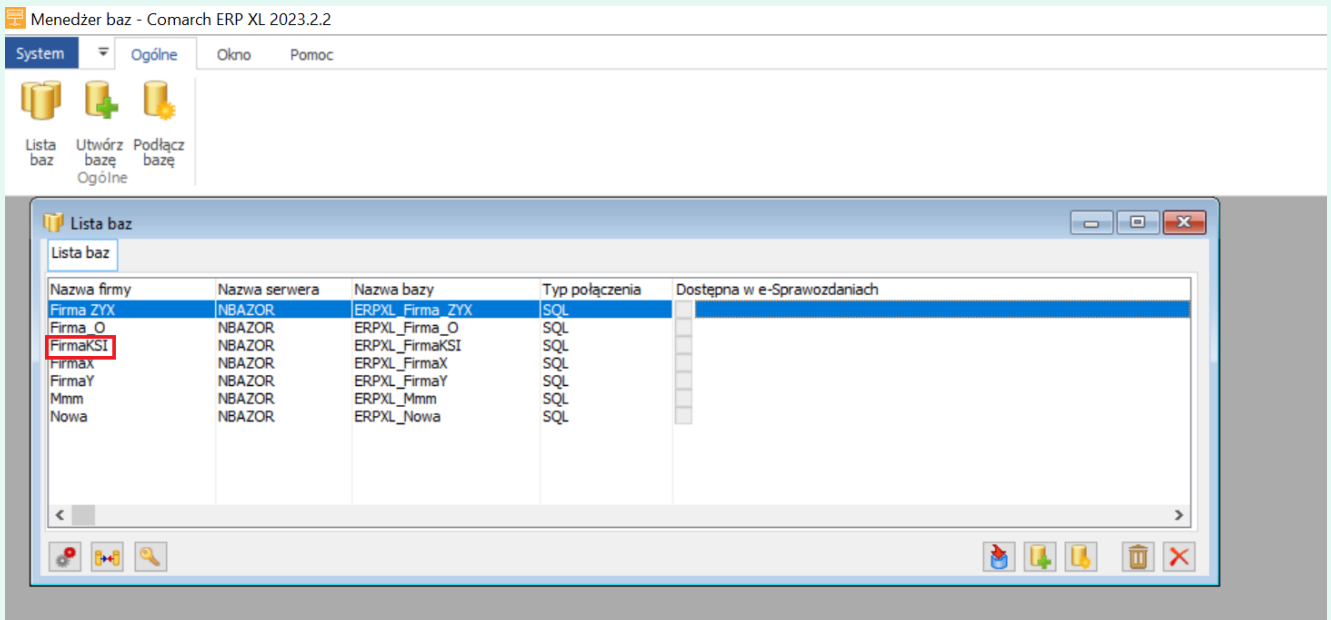 Menedżer baz - Comarch ERP XL 2023.2.2
System Ogólne Okno Pomoc
Lista baz Utwórz bazę Podłącz bazę
Ogólne
Lista baz
Lista baz
Nazwa firmy Nazwa serwera Nazwa bazy Typ połączenia Dostępna w e-Sprawozdaniach
Firma ZYX NBAZOR ERPXL_Firma_ZYX SQL
Firma_O NBAZOR ERPXL_Firma_O SQL
FirmaKSI NBAZOR ERPXL_FirmaKSI SQL
FirmaX NBAZOR ERPXL_FirmaX SQL
FirmaY NBAZOR ERPXL_FirmaY SQL
Mmm NBAZOR ERPXL_Mmm SQL
Nowa NBAZOR ERPXL_Nowa SQL